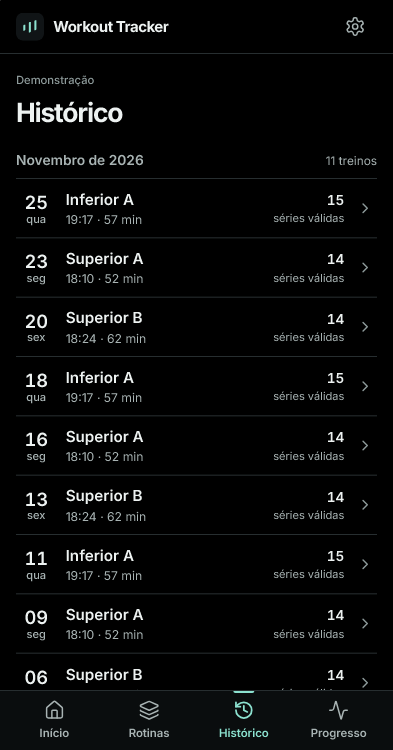 Workout Tracker
Demonstração
Histórico
Novembro de 2026 11 treinos
25 Inferior A 15
qua 19:17 · 57 min séries válidas
23 Superior A 14
seg 18:10 · 52 min séries válidas
20 Superior B 14
sex 18:24 · 62 min séries válidas
18 Inferior A 15
qua 19:17 · 57 min séries válidas
16 Superior A 14
seg 18:10 · 52 min séries válidas
13 Superior B 14
sex 18:24 · 62 min séries válidas
11 Inferior A 15
qua 19:17 · 57 min séries válidas
09 Superior A 14
seg 18:10 · 52 min séries válidas
06 Superior B 14
Início Rotinas Histórico Progresso